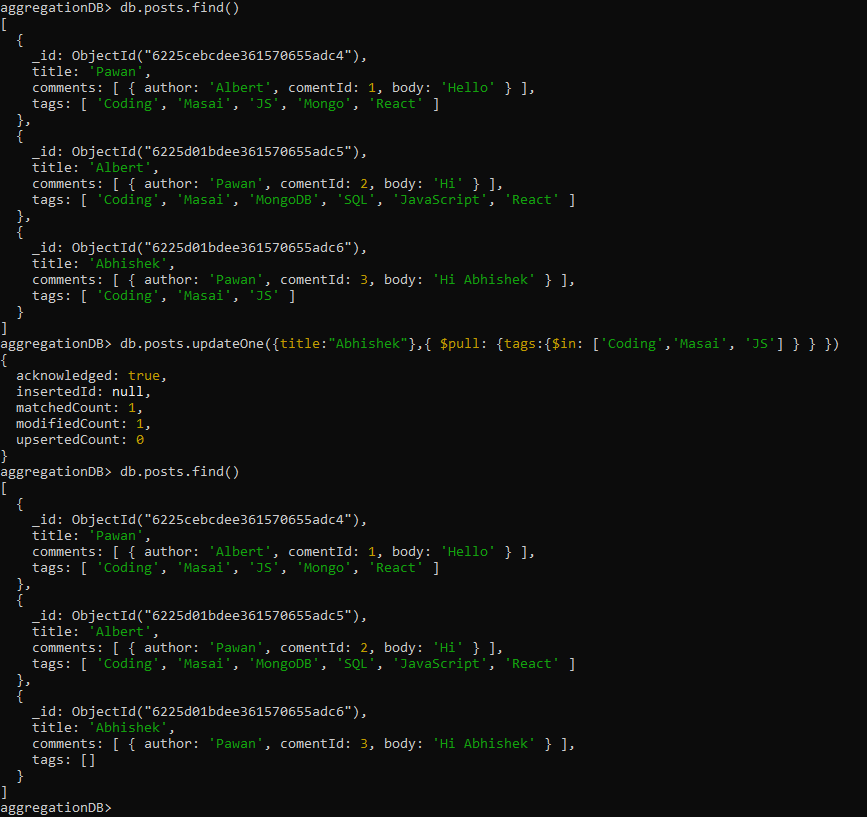 aggregationDB> db.posts.find()
[
  {
    _id: ObjectId("6225cebcdee361570655adc4"),
    title: 'Pawan',
    comments: [ { author: 'Albert', comentId: 1, body: 'Hello' } ],
    tags: [ 'Coding', 'Masai', 'JS', 'Mongo', 'React' ]
  },
  {
    _id: ObjectId("6225d01bdee361570655adc5"),
    title: 'Albert',
    comments: [ { author: 'Pawan', comentId: 2, body: 'Hi' } ],
    tags: [ 'Coding', 'Masai', 'MongoDB', 'SQL', 'JavaScript', 'React' ]
  },
  {
    _id: ObjectId("6225d01bdee361570655adc6"),
    title: 'Abhishek',
    comments: [ { author: 'Pawan', comentId: 3, body: 'Hi Abhishek' } ],
    tags: [ 'Coding', 'Masai', 'JS' ]
  }
]
aggregationDB> db.posts.updateOne({title:"Abhishek"},{ $pull: {tags:{$in: ['Coding','Masai', 'JS'] } } })
{
  acknowledged: true,
  insertedId: null,
  matchedCount: 1,
  modifiedCount: 1,
  upsertedCount: 0
}
aggregationDB> db.posts.find()
[
  {
    _id: ObjectId("6225cebcdee361570655adc4"),
    title: 'Pawan',
    comments: [ { author: 'Albert', comentId: 1, body: 'Hello' } ],
    tags: [ 'Coding', 'Masai', 'JS', 'Mongo', 'React' ]
  },
  {
    _id: ObjectId("6225d01bdee361570655adc5"),
    title: 'Albert',
    comments: [ { author: 'Pawan', comentId: 2, body: 'Hi' } ],
    tags: [ 'Coding', 'Masai', 'MongoDB', 'SQL', 'JavaScript', 'React' ]
  },
  {
    _id: ObjectId("6225d01bdee361570655adc6"),
    title: 'Abhishek',
    comments: [ { author: 'Pawan', comentId: 3, body: 'Hi Abhishek' } ],
    tags: []
  }
]
aggregationDB>